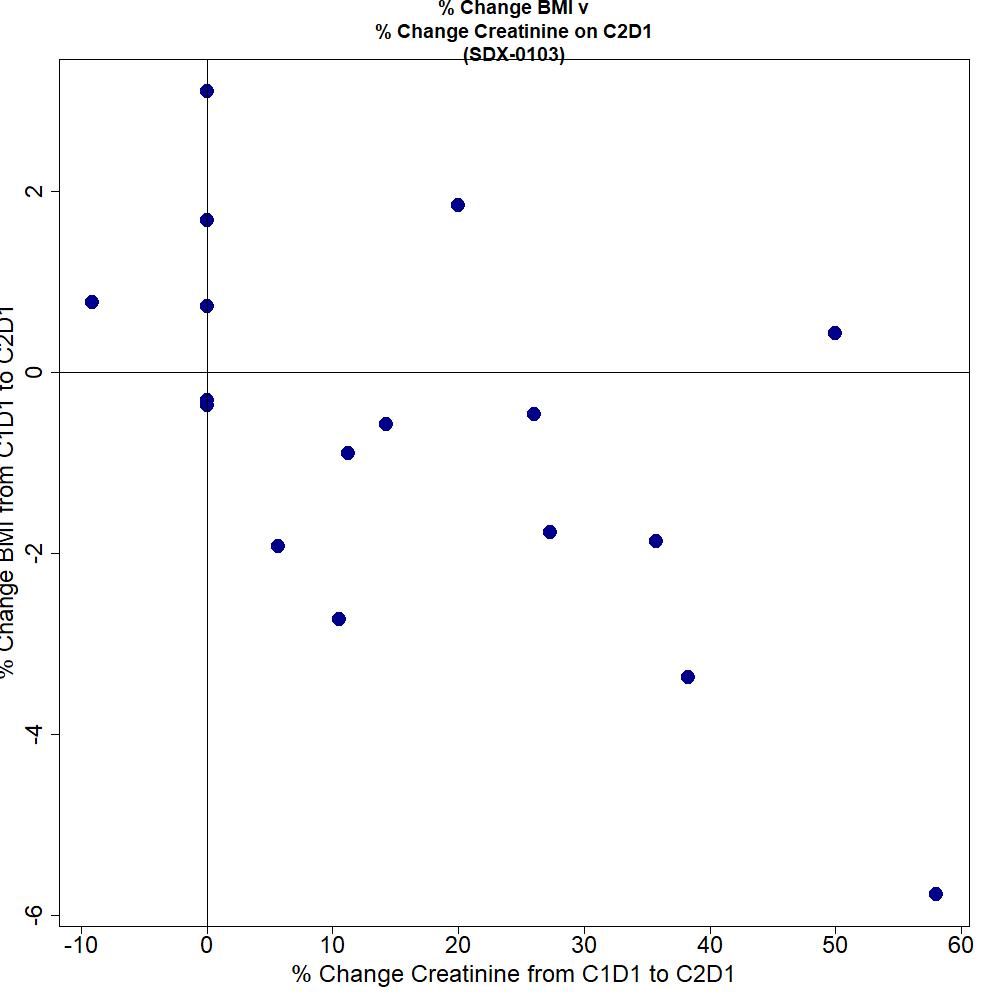 % Change BMI v
% Change Creatinine on C2D1
(SDX-0103)
% Change BMI from C1D1 to C2D1
2
0
-2
-4
-6
-10
0
10
20
30
40
50
60
% Change Creatinine from C1D1 to C2D1